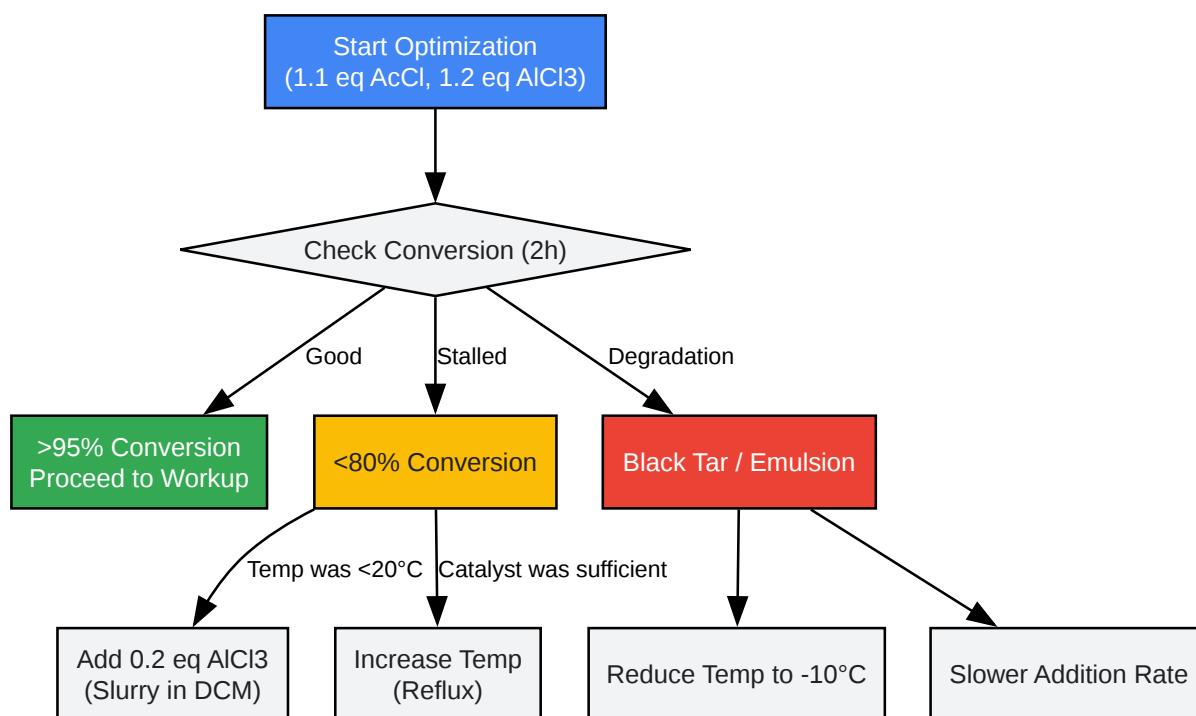 Start Optimization
(1.1 eq AcCl, 1.2 eq AlCl3)
Check Conversion (2h)
Good
Stalled
Degradation
>95% Conversion
Proceed to Workup
<80% Conversion
Black Tar / Emulsion
Temp was <20°C
Catalyst was sufficient
Add 0.2 eq AlCl3
(Slurry in DCM)
Increase Temp
(Reflux)
Reduce Temp to -10°C
Slower Addition Rate